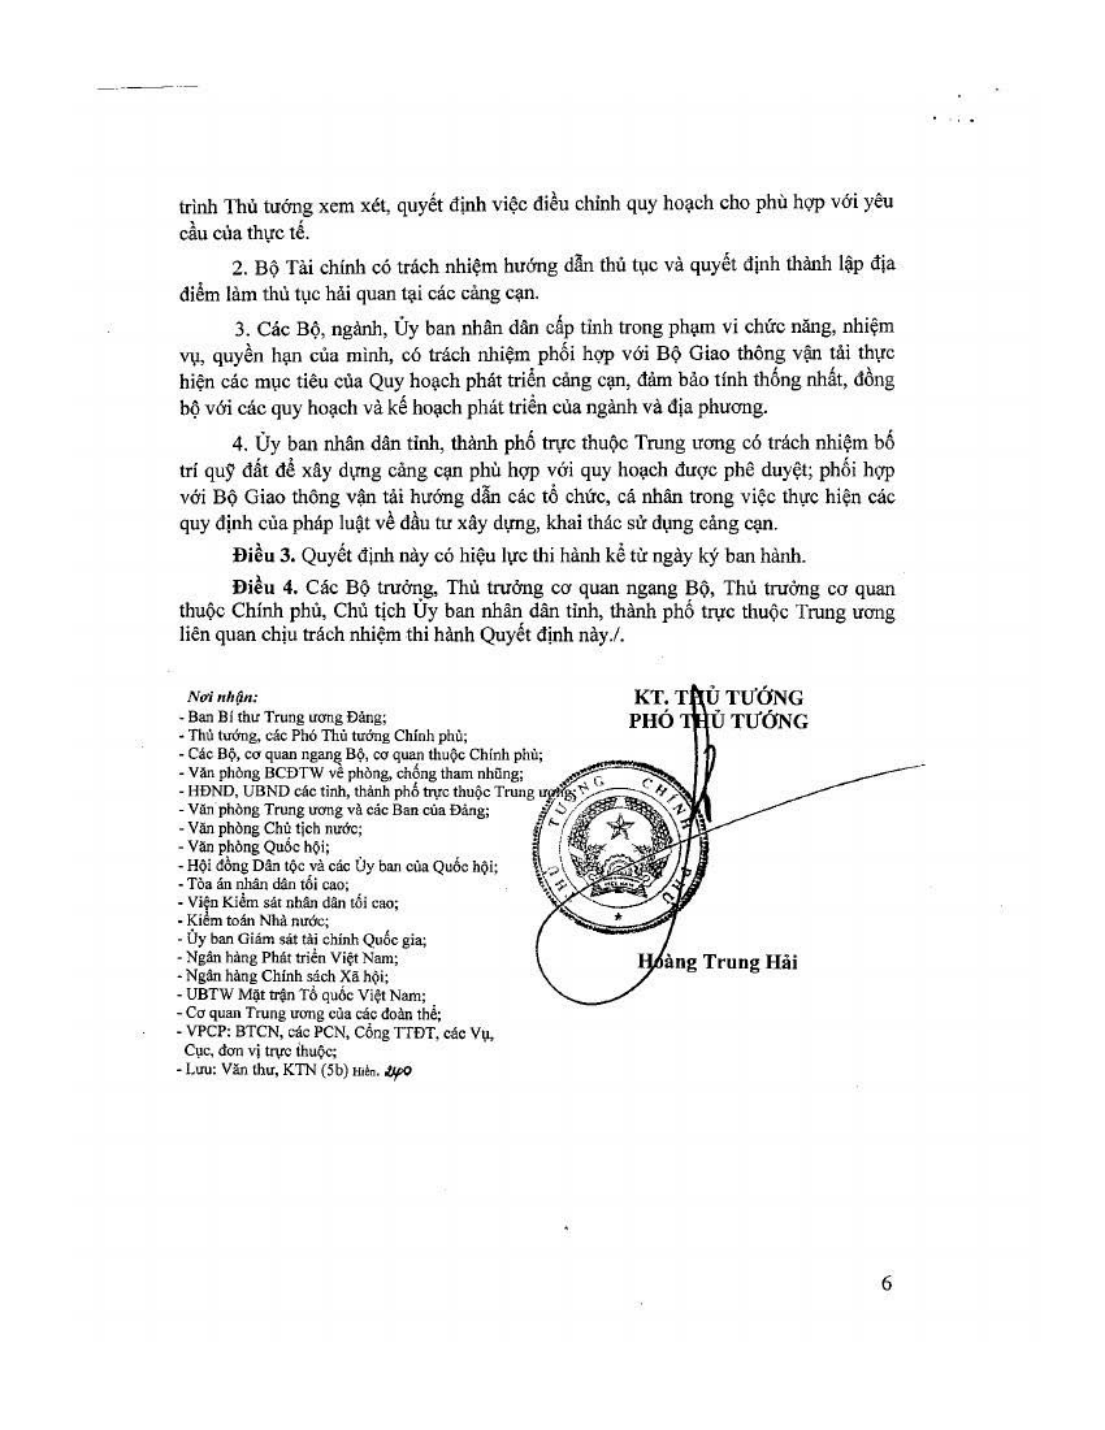 trình Thủ tướng xem xét, quyết định việc điều chỉnh quy hoạch cho phù hợp với yêu
cầu của thực tế.
2. Bộ Tài chính có trách nhiệm hướng dẫn thủ tục và quyết định thành lập địa
điểm làm thủ tục hải quan tại các cảng cạn.
3. Các Bộ, ngành, Ủy ban nhân dân cấp tỉnh trong phạm vi chức năng, nhiệm
vụ, quyền hạn của mình, có trách nhiệm phối hợp với Bộ Giao thông vận tải thực
hiện các mục tiêu của Quy hoạch phát triển cảng cạn, đảm bảo tính thống nhất, đồng
bộ với các quy hoạch và kế hoạch phát triển của ngành và địa phương.
4. Ủy ban nhân dân tỉnh, thành phố trực thuộc Trung ương có trách nhiệm bố
trí quỹ đất để xây dựng cảng cạn phù hợp với quy hoạch được phê duyệt; phối hợp
với Bộ Giao thông vận tải hướng dẫn các tổ chức, cá nhân trong việc thực hiện các
quy định của pháp luật về đầu tư xây dựng, khai thác sử dụng cảng cạn.
Điều 3. Quyết định này có hiệu lực thi hành kể từ ngày ký ban hành.
Điều 4. Các Bộ trưởng, Thủ trưởng cơ quan ngang Bộ, Thủ trưởng cơ quan
thuộc Chính phủ, Chủ tịch Ủy ban nhân dân tỉnh, thành phố trực thuộc Trung ương
liên quan chịu trách nhiệm thi hành Quyết định này./.
Nơi nhận:
- Ban Bí thư Trung ương Đảng;
- Thủ tướng, các Phó Thủ tướng Chính phủ;
- Các Bộ, cơ quan ngang Bộ, cơ quan thuộc Chính phủ;
- Văn phòng BCĐTW về phòng, chống tham nhũng;
- HĐND, UBND các tỉnh, thành phố trực thuộc Trung ương;
- Văn phòng Trung ương và các Ban của Đảng;
- Văn phòng Chủ tịch nước;
- Văn phòng Quốc hội;
- Hội đồng Dân tộc và các Ủy ban của Quốc hội;
- Tòa án nhân dân tối cao;
- Viện Kiểm sát nhân dân tối cao;
- Kiểm toán Nhà nước;
- Ủy ban Giám sát tài chính Quốc gia;
- Ngân hàng Phát triển Việt Nam;
- Ngân hàng Chính sách Xã hội;
- UBTW Mặt trận Tổ quốc Việt Nam;
- Cơ quan Trung ương của các đoàn thể;
- VPCP: BTCN, các PCN, Cổng TTĐT, các Vụ,
Cục, đơn vị trực thuộc;
- Lưu: Văn thư, KTN (5b) Hiền. 240
KT. THỦ TƯỚNG
PHÓ THỦ TƯỚNG
THỦ TƯỚNG CHÍNH PHỦ
VIỆT NAM
Hoàng Trung Hải
6